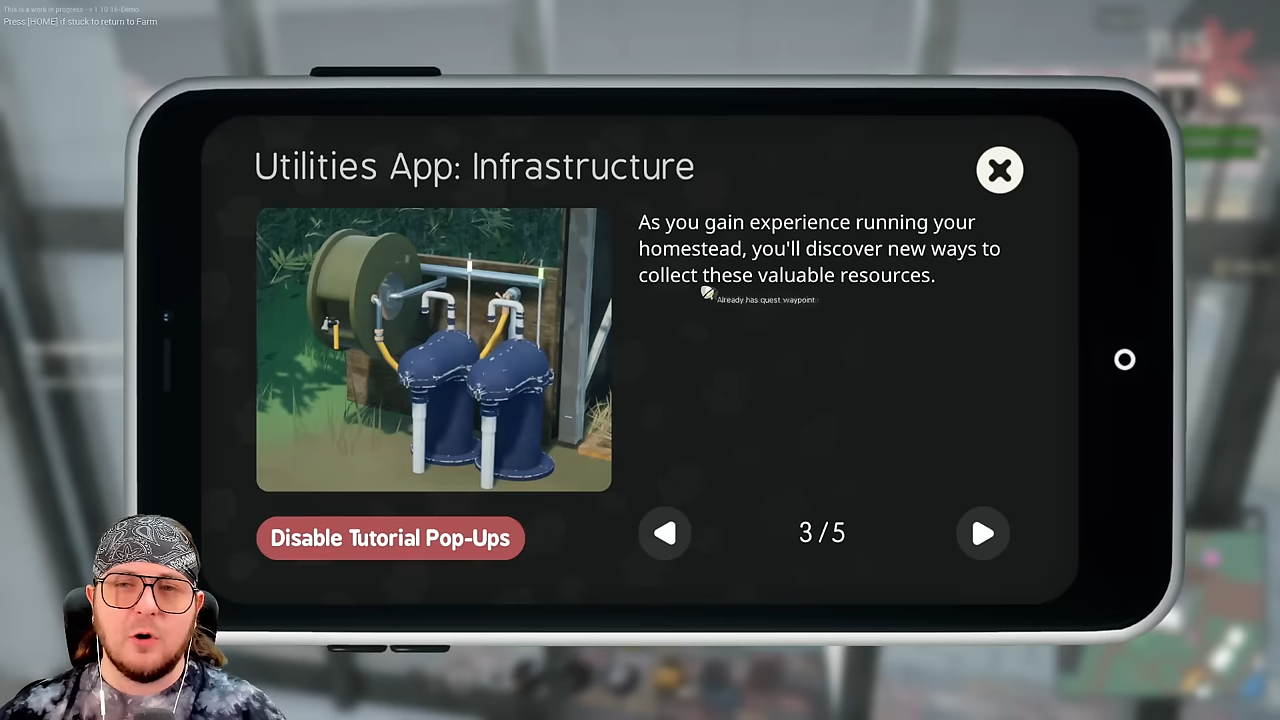 This is a work in progress - v 1.10.16-Demo
Press [HOME] if stuck to return to Farm
Utilities App: Infrastructure
As you gain experience running your
homestead, you'll discover new ways to
collect these valuable resources.
Already has quest waypoint
Disable Tutorial Pop-Ups
3 / 5